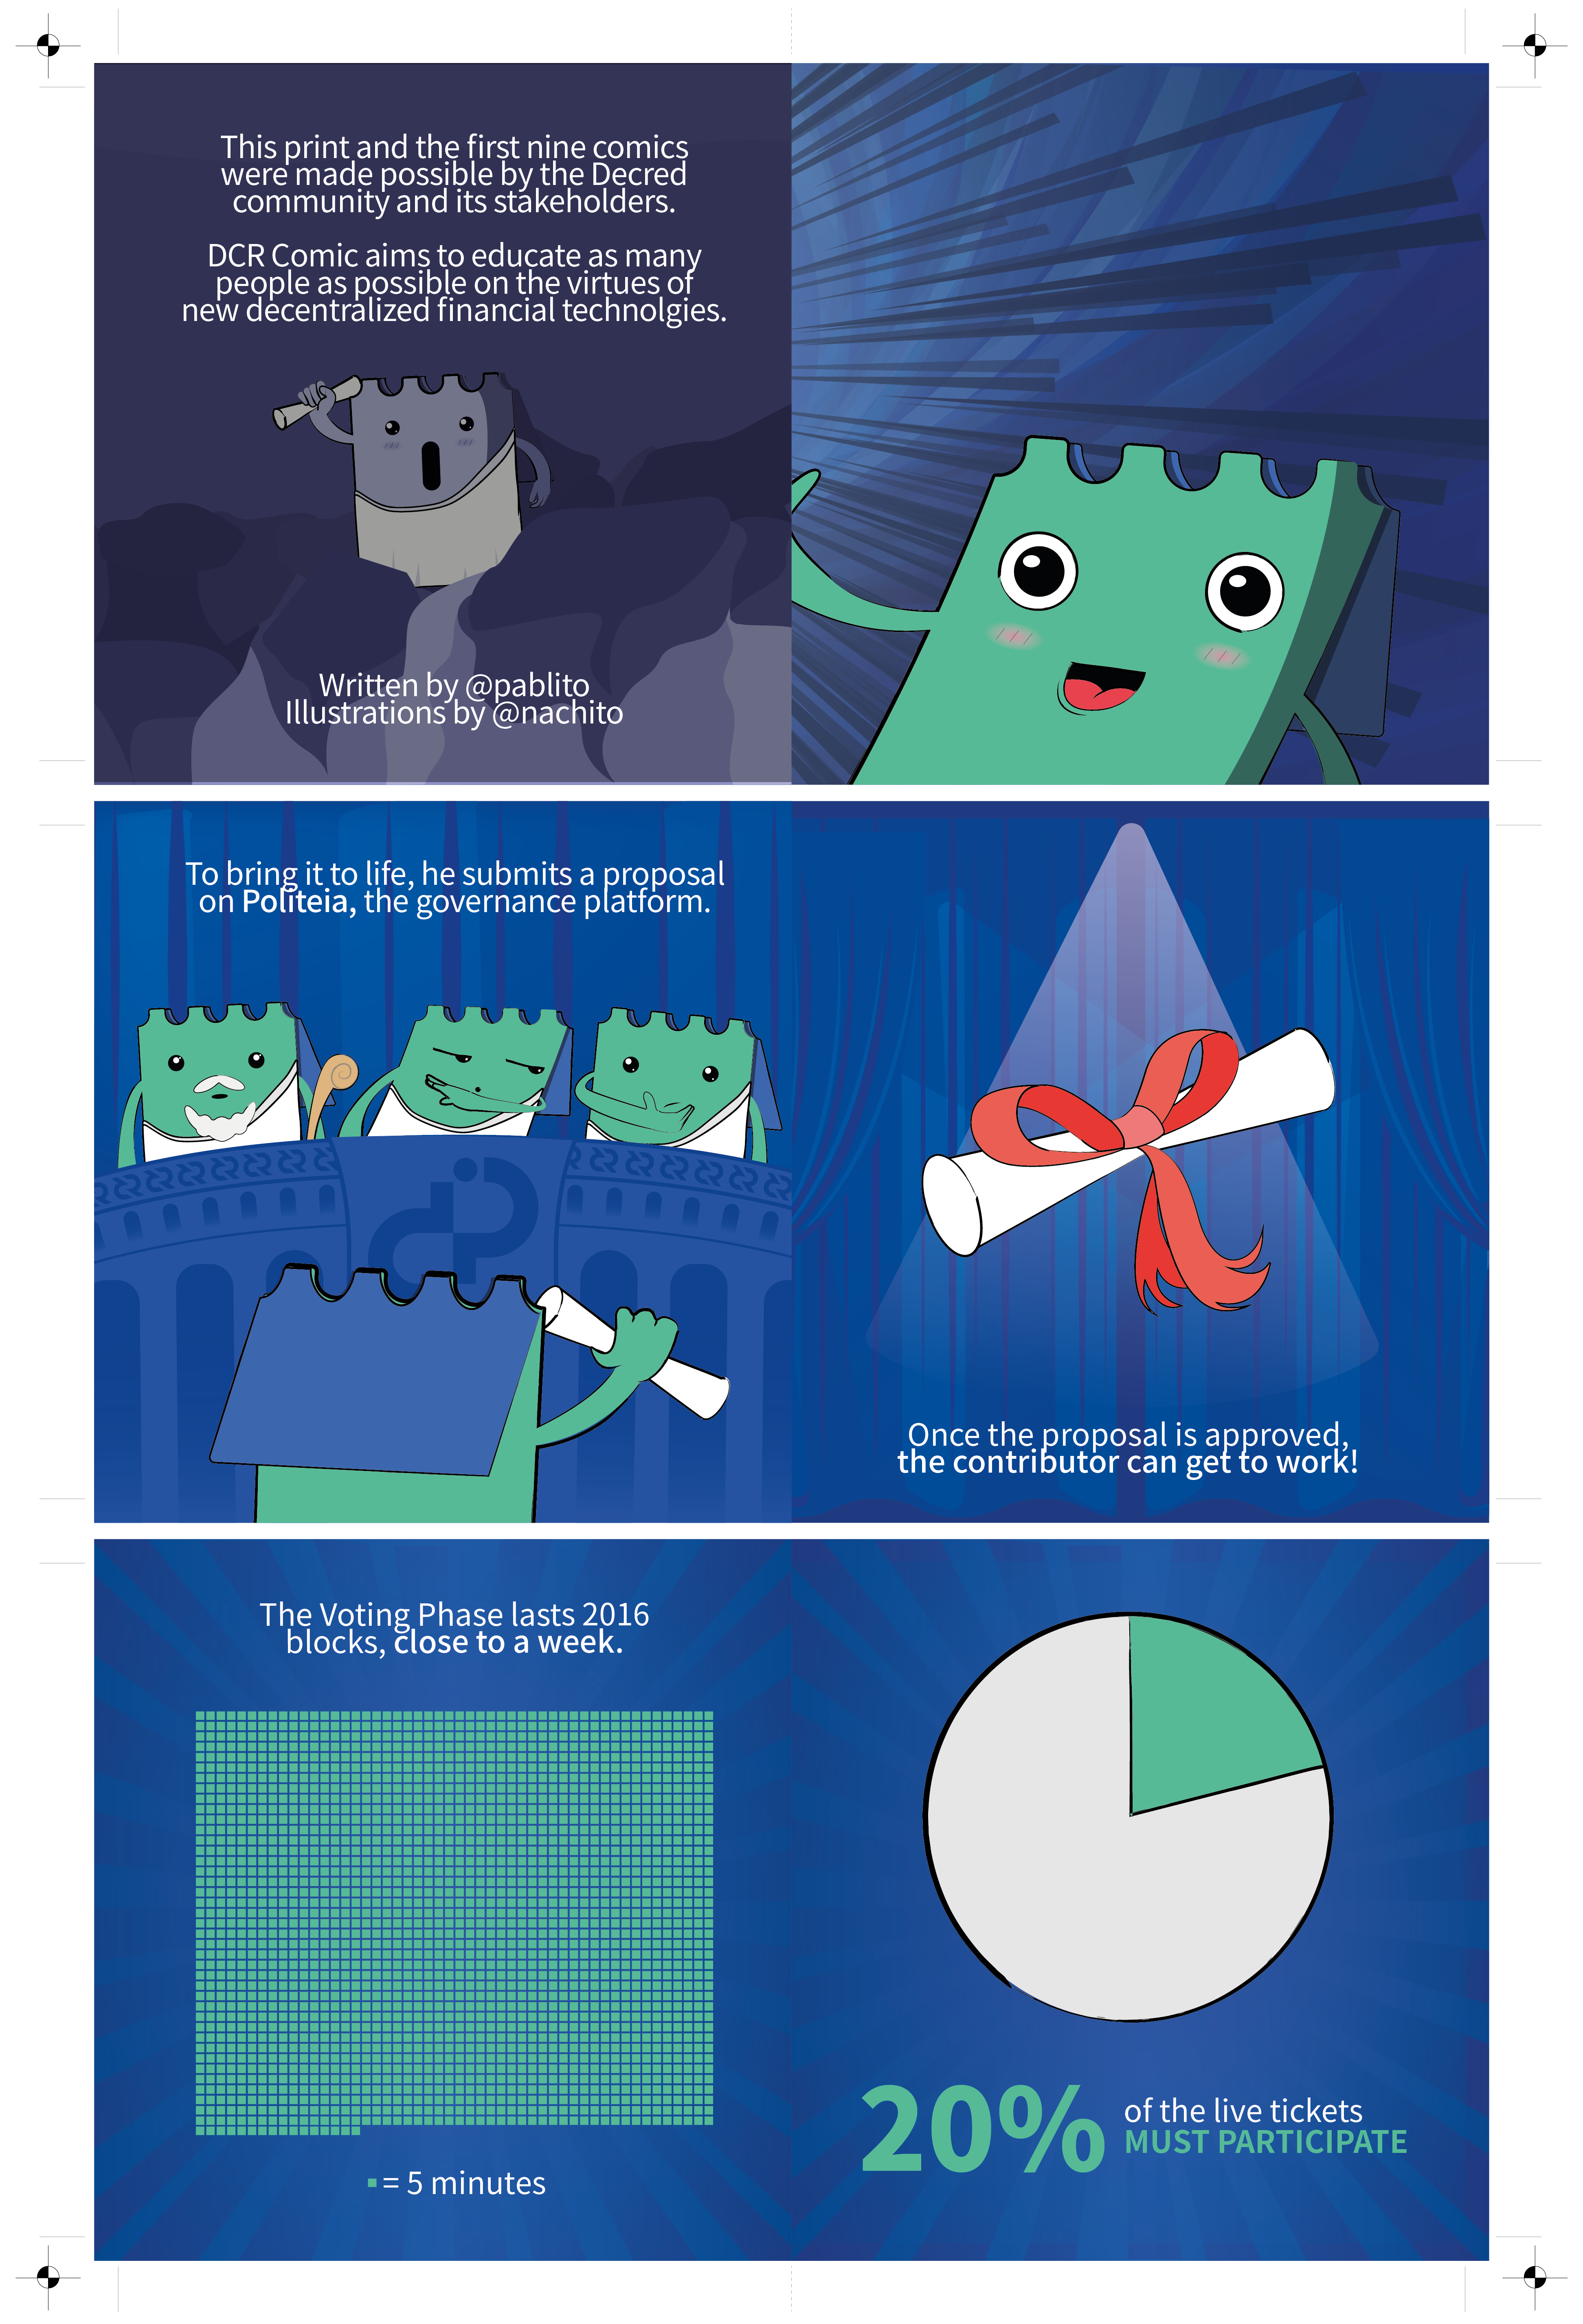 This print and the first nine comics
were made possible by the Decred
community and its stakeholders.
DCR Comic aims to educate as many
people as possible on the virtues of
new decentralized financial technolgies.
Written by @pablito
Illustrations by @nachito
To bring it to life, he submits a proposal
on Politeia, the governance platform.
Once the proposal is approved,
the contributor can get to work!
The Voting Phase lasts 2016
blocks, close to a week.
= 5 minutes
20%
of the live tickets
MUST PARTICIPATE